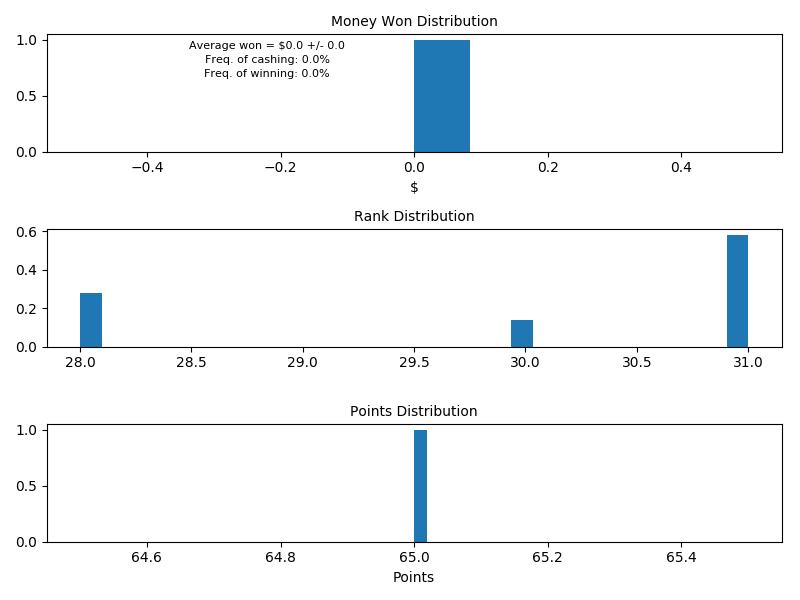 Money Won Distribution
Average won = $0.0 +/- 0.0
Freq. of cashing: 0.0%
Freq. of winning: 0.0%
1.0
0.5
0.0
−0.4 −0.2 0.0 0.2 0.4
$
Rank Distribution
0.6
0.4
0.2
0.0
28.0 28.5 29.0 29.5 30.0 30.5 31.0
Points Distribution
1.0
0.5
0.0
64.6 64.8 65.0 65.2 65.4
Points